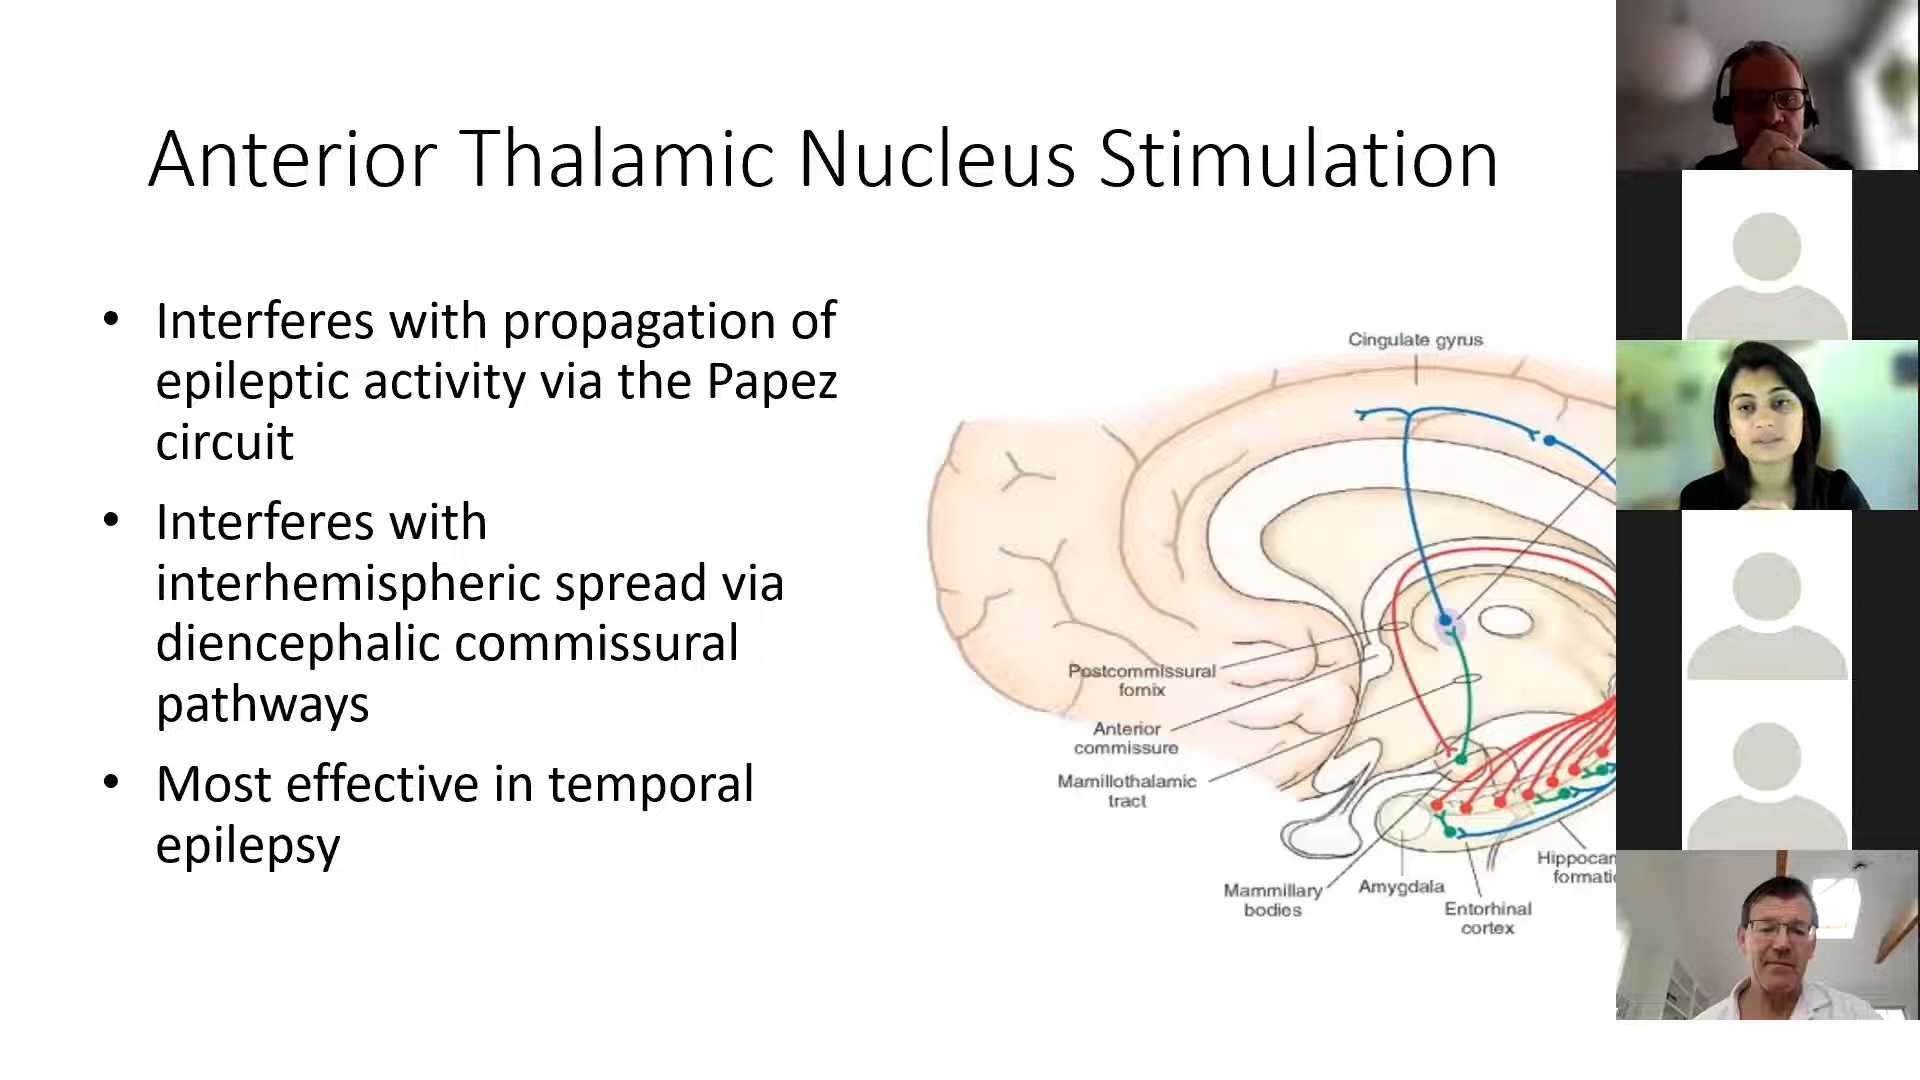 Anterior Thalamic Nucleus Stimulation
• Interferes with propagation of
epileptic activity via the Papez
circuit
• Interferes with
interhemispheric spread via
diencephalic commissural
pathways
• Most effective in temporal
epilepsy
Cingulate gyrus
Postcommissural
fornix
Anterior
commissure
Mamillothalamic
tract
Mammillary
bodies
Amygdala
Entorhinal
cortex
Hippocam
formati